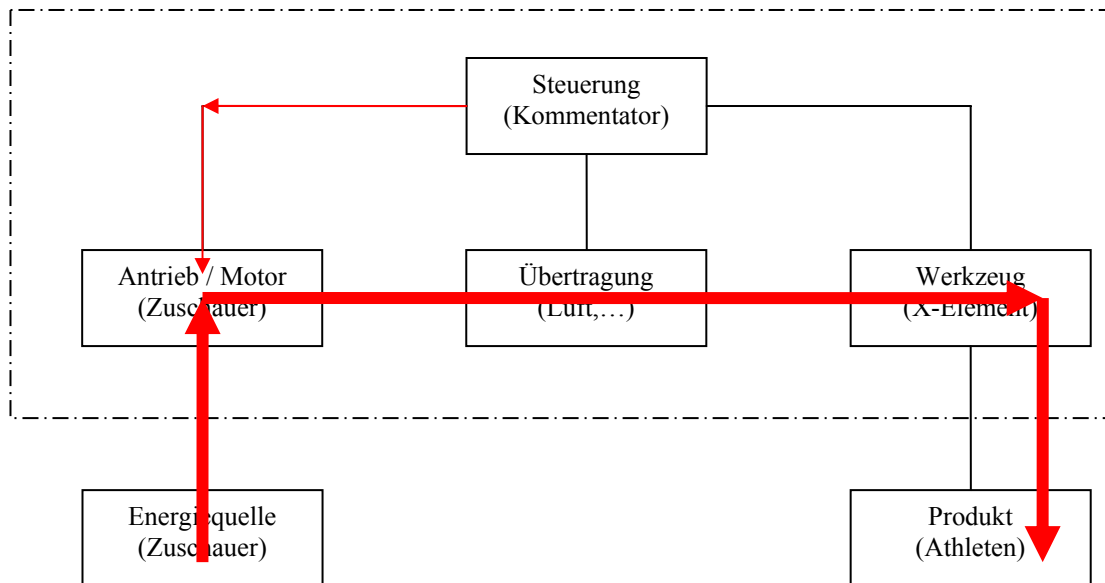 Steuerung
(Kommentator)
Antrieb / Motor
(Zuschauer)
Übertragung
(Luft,…)
Werkzeug
(X-Element)
Energiequelle
(Zuschauer)
Produkt
(Athleten)